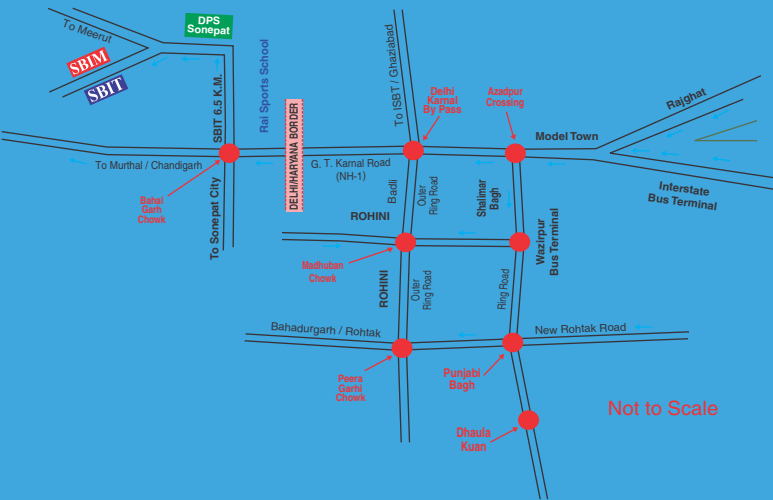 To Meerut
DPS
Sonepat
SBIM
SBIT
SBIT 6.5 K.M.
Rai Sports School
DELHI/HARYANA BORDER
To ISBT / Ghaziabad
Delhi
Karnal
By Pass
Azadpur
Crossing
Rajghat
Model Town
To Murthal / Chandigarh
G. T. Karnal Road
(NH-1)
Interstate
Bus Terminal
Bahal
Garh
Chowk
To Sonepat City
Badli
Outer
Ring Road
Shalimar
Bagh
ROHINI
Wazirpur
Bus Terminal
Madhuban
Chowk
ROHINI
Outer
Ring Road
Ring Road
Bahadurgarh / Rohtak
New Rohtak Road
Peera
Garhi
Chowk
Punjabi
Bagh
Not to Scale
Dhaula
Kuan